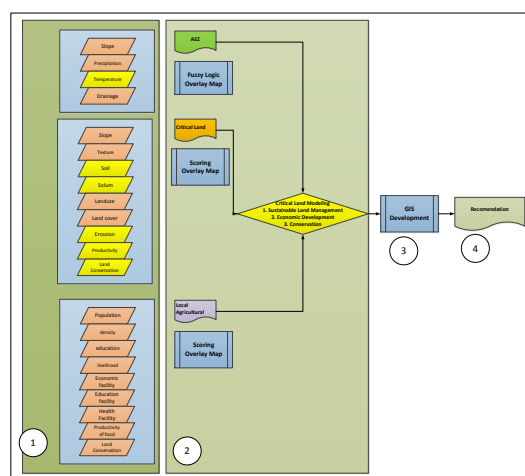 Slope
Precipitation
Temperature
Drainage
Slope
Texture
Soil
Solum
Landuse
Land cover
Erossion
Productivity
Land
Conservation
Population
density
education
livelihood
Economic
facility
Education
facility
Health
Facility
Productivity
of food
Land
Conservation
1
AEZ
Fuzzy Logic
Overlay Map
Critical Land
Scoring
Overlay Map
Local
Agricultural
Scoring
Overlay Map
2
Critical Land Modeling
1. Sustainable Land Management
2. Economic Development
3. Conservation
GIS
Development
3
Recomendation
4